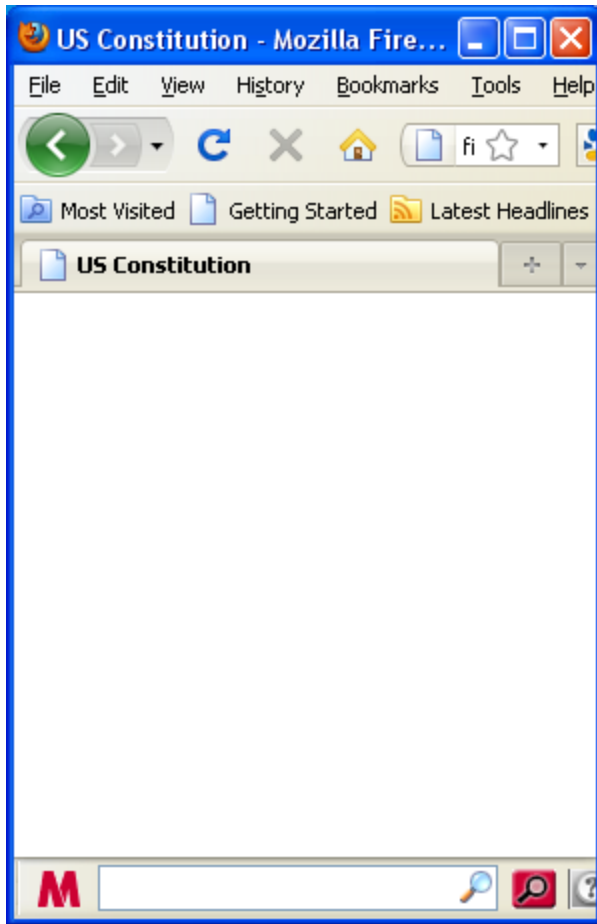 US Constitution - Mozilla Fire...
File Edit View History Bookmarks Tools Help
fi
Most Visited Getting Started Latest Headlines
US Constitution
M